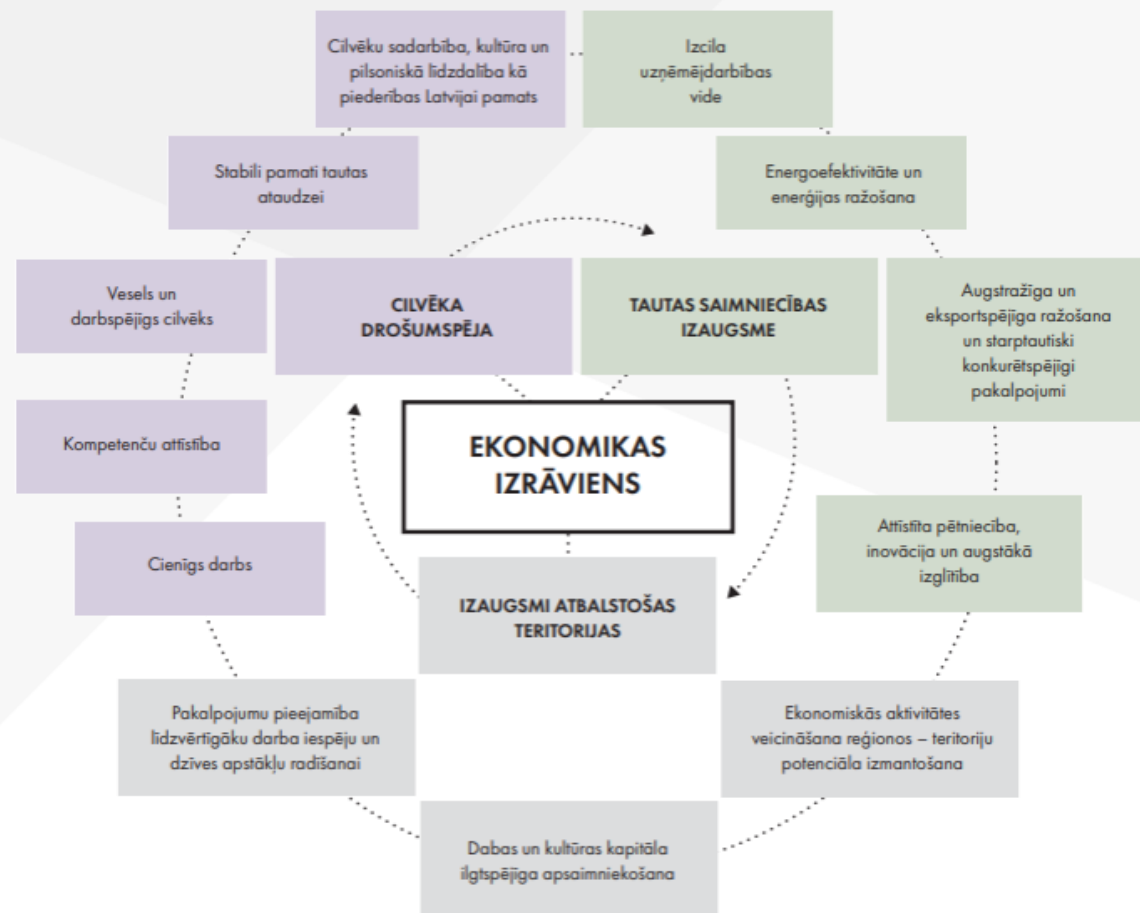 Cilvēku sadarbība, kultūra un
pilsoniskā līdzdalība kā
piederības Latvijai pamats
Izcila
uzņēmējdarbības
vide
Stabili pamati tautas
ataudzei
Energoefektivitāte un
enerģijas ražošana
Vesels un
darbspējīgs cilvēks
CILVĒKA
DROŠUMSPĒJA
TAUTAS SAIMNIECĪBAS
IZAUGSME
Augstražīga un
eksportspējīga ražošana
un starptautiski
konkurētspējīgi
pakalpojumi
Kompetenču attīstība
EKONOMIKAS
IZRĀVIENS
Cienīgs darbs
Attīstīta pētniecība,
inovācija un augstākā
izglītība
IZAUGSMI ATBALSTOŠAS
TERITORIJAS
Pakalpojumu pieejamība
līdzvērtīgāku darba iespēju un
dzīves apstākļu radīšanai
Ekonomiskās aktivitātes
veicināšana reģionos – teritoriju
potenciāla izmantošana
Dabas un kultūras kapitāla
ilgtspējīga apsaimniekošana